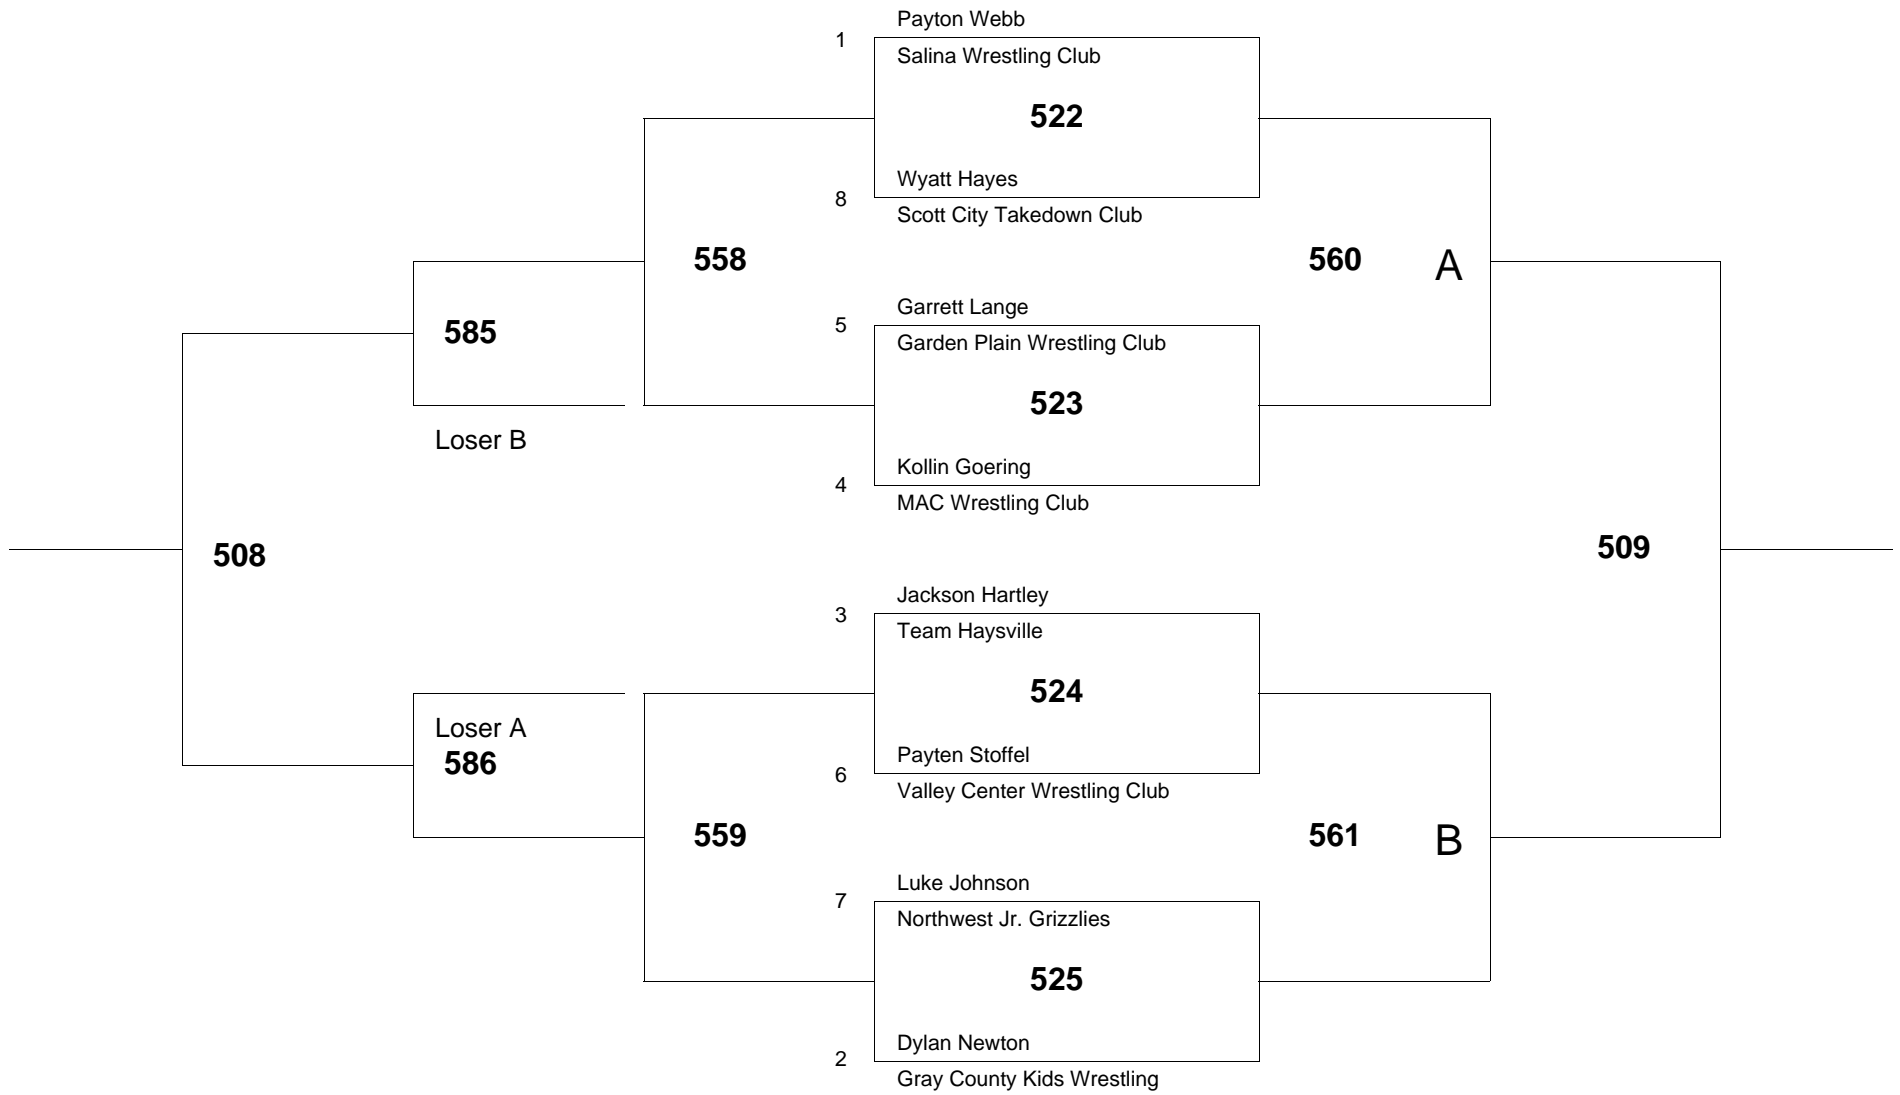 Payton Webb
1
Salina Wrestling Club
522
Wyatt Hayes
8
Scott City Takedown Club
558
560
A
Garrett Lange
5
Garden Plain Wrestling Club
585
523
Loser B
Kollin Goering
4
MAC Wrestling Club
508
509
Jackson Hartley
3
Team Haysville
524
Loser A
586
Payten Stoffel
6
Valley Center Wrestling Club
559
561
B
Luke Johnson
7
Northwest Jr. Grizzlies
525
Dylan Newton
2
Gray County Kids Wrestling